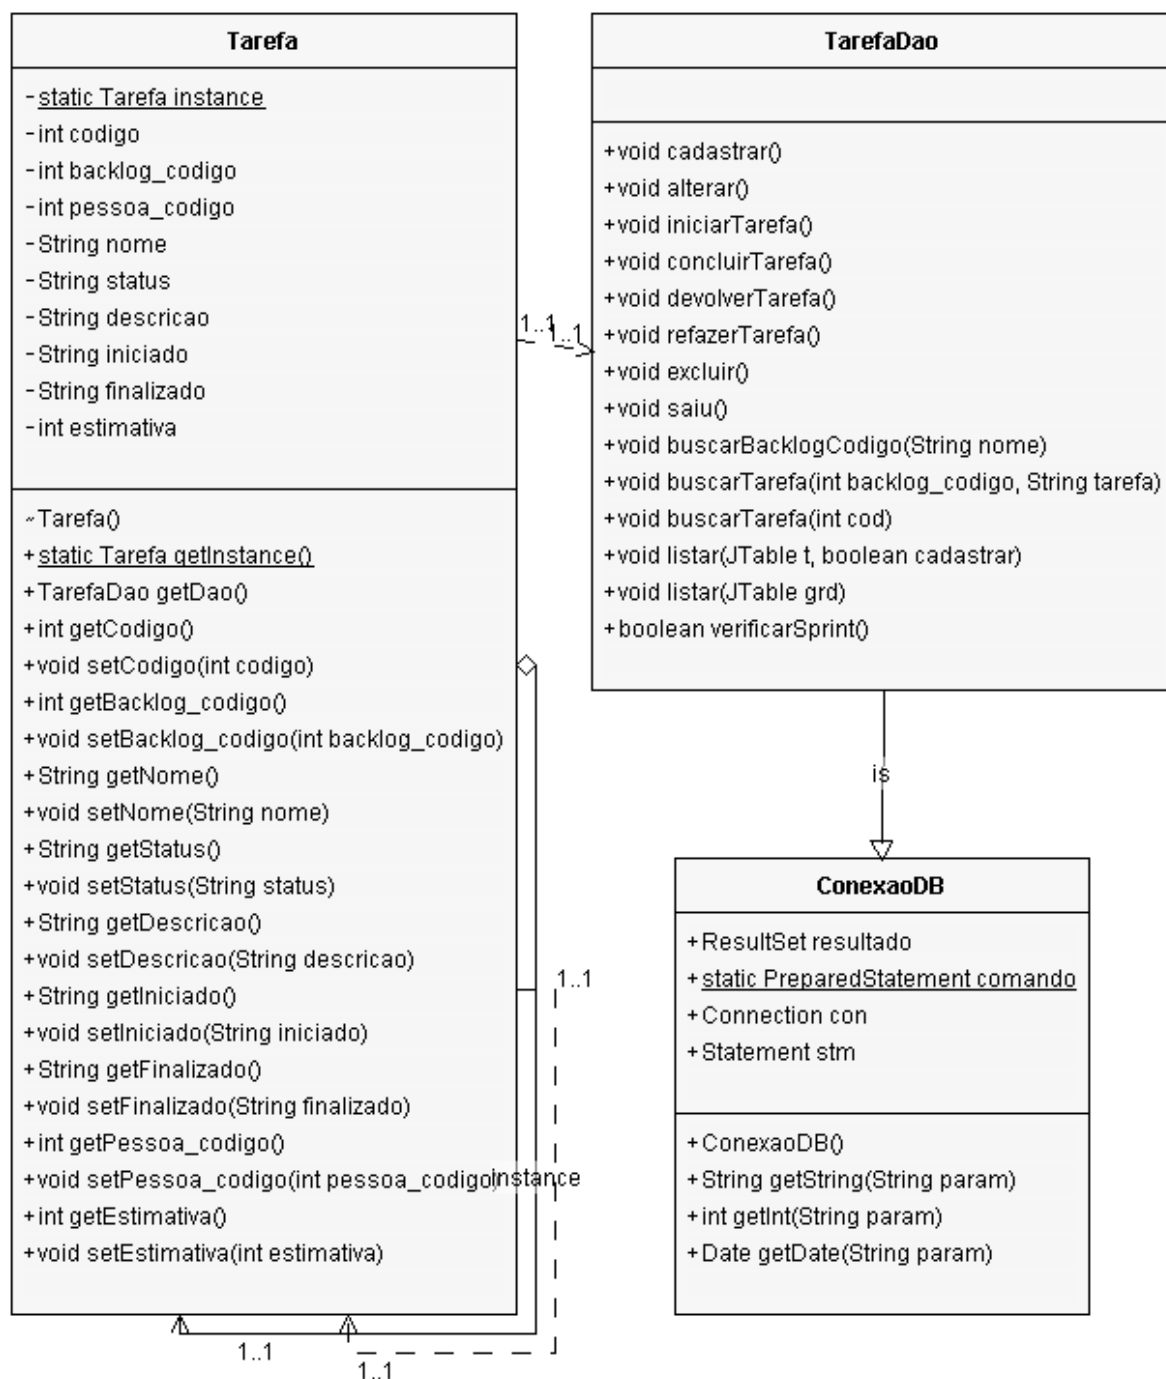 Tarefa
-static Tarefa instance
-int codigo
-int backlog_codigo
-int pessoa_codigo
-String nome
-String status
-String descricao
-String iniciado
-String finalizado
-int estimativa
~Tarefa()
+static Tarefa getInstance()
+TarefaDao getDao()
+int getCodigo()
+void setCodigo(int codigo)
+int getBacklog_codigo()
+void setBacklog_codigo(int backlog_codigo)
+String getNome()
+void setNome(String nome)
+String getStatus()
+void setStatus(String status)
+String getDescricao()
+void setDescricao(String descricao)
+String getIniciado()
+void setIniciado(String iniciado)
+String getFinalizado()
+void setFinalizado(String finalizado)
+int getPessoa_codigo()
+void setPessoa_codigo(int pessoa_codigo)
+int getEstimativa()
+void setEstimativa(int estimativa)
1..1
1..1
TarefaDao
+void cadastrar()
+void alterar()
+void iniciarTarefa()
+void concluirTarefa()
+void devolverTarefa()
+void refazerTarefa()
+void excluir()
+void saiu()
+void buscarBacklogCodigo(String nome)
+void buscarTarefa(int backlog_codigo, String tarefa)
+void buscarTarefa(int cod)
+void listar(JTable t, boolean cadastrar)
+void listar(JTable grd)
+boolean verificarSprint()
is
ConexaoDB
+ResultSet resultado
+static PreparedStatement comando
+Connection con
+Statement stm
+ConexaoDB()
+String getString(String param)
+int getInt(String param)
+Date getDate(String param)
1..1
instance
1..1
1..1